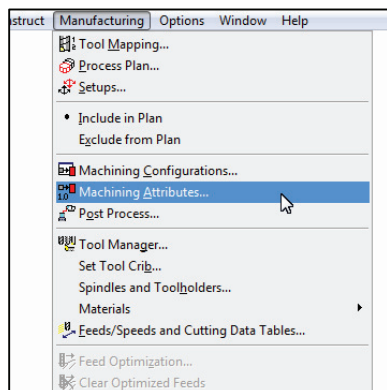 struct Manufacturing Options Window Help
Tool Mapping...
Process Plan...
Setups...
Include in Plan
Exclude from Plan
Machining Configurations...
Machining Attributes...
Post Process...
Tool Manager...
Set Tool Crib...
Spindles and Toolholders...
Materials
Feeds/Speeds and Cutting Data Tables...
Feed Optimization...
Clear Optimized Feeds